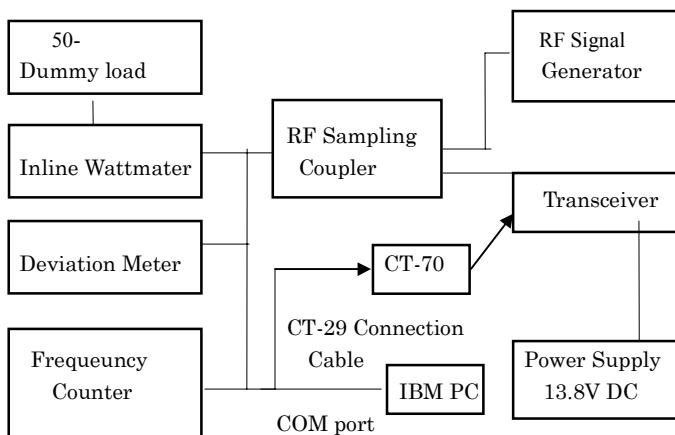 50-
Dummy load
RF Signal
Generator
RF Sampling
Coupler
Inline Wattmater
Transceiver
Deviation Meter
CT-70
CT-29 Connection
Cable
Frequeuncy
Counter
IBM PC
Power Supply
13.8V DC
COM port